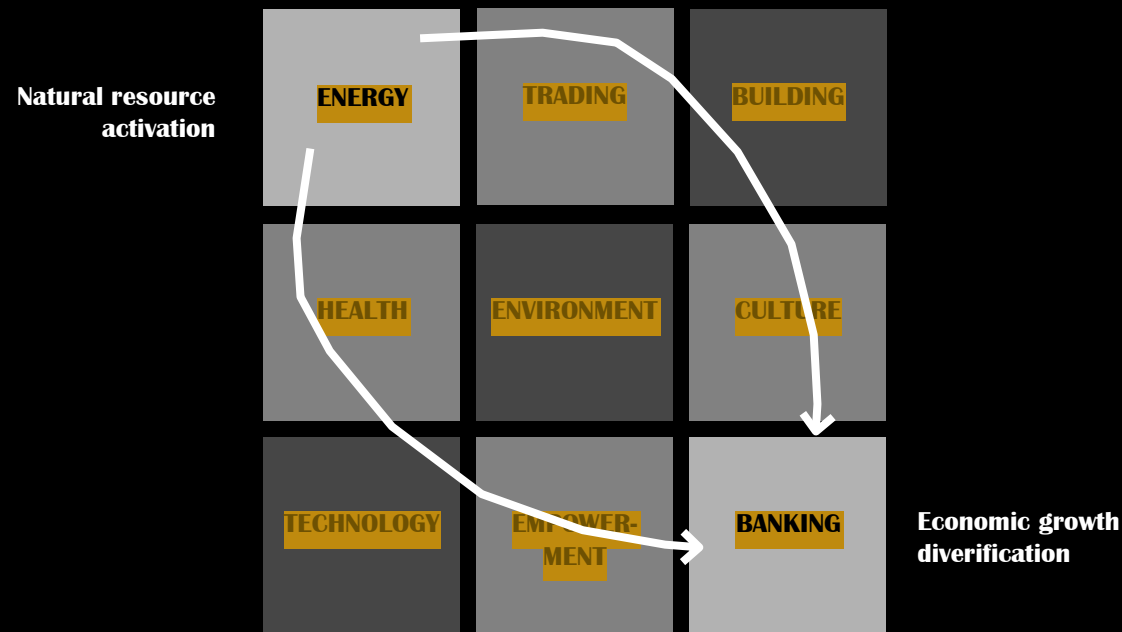 Natural resource
activation
ENERGY
TRADING
BUILDING
HEALTH
ENVIRONMENT
CULTURE
TECHNOLOGY
EMPOWER-
MENT
BANKING
Economic growth
diverification